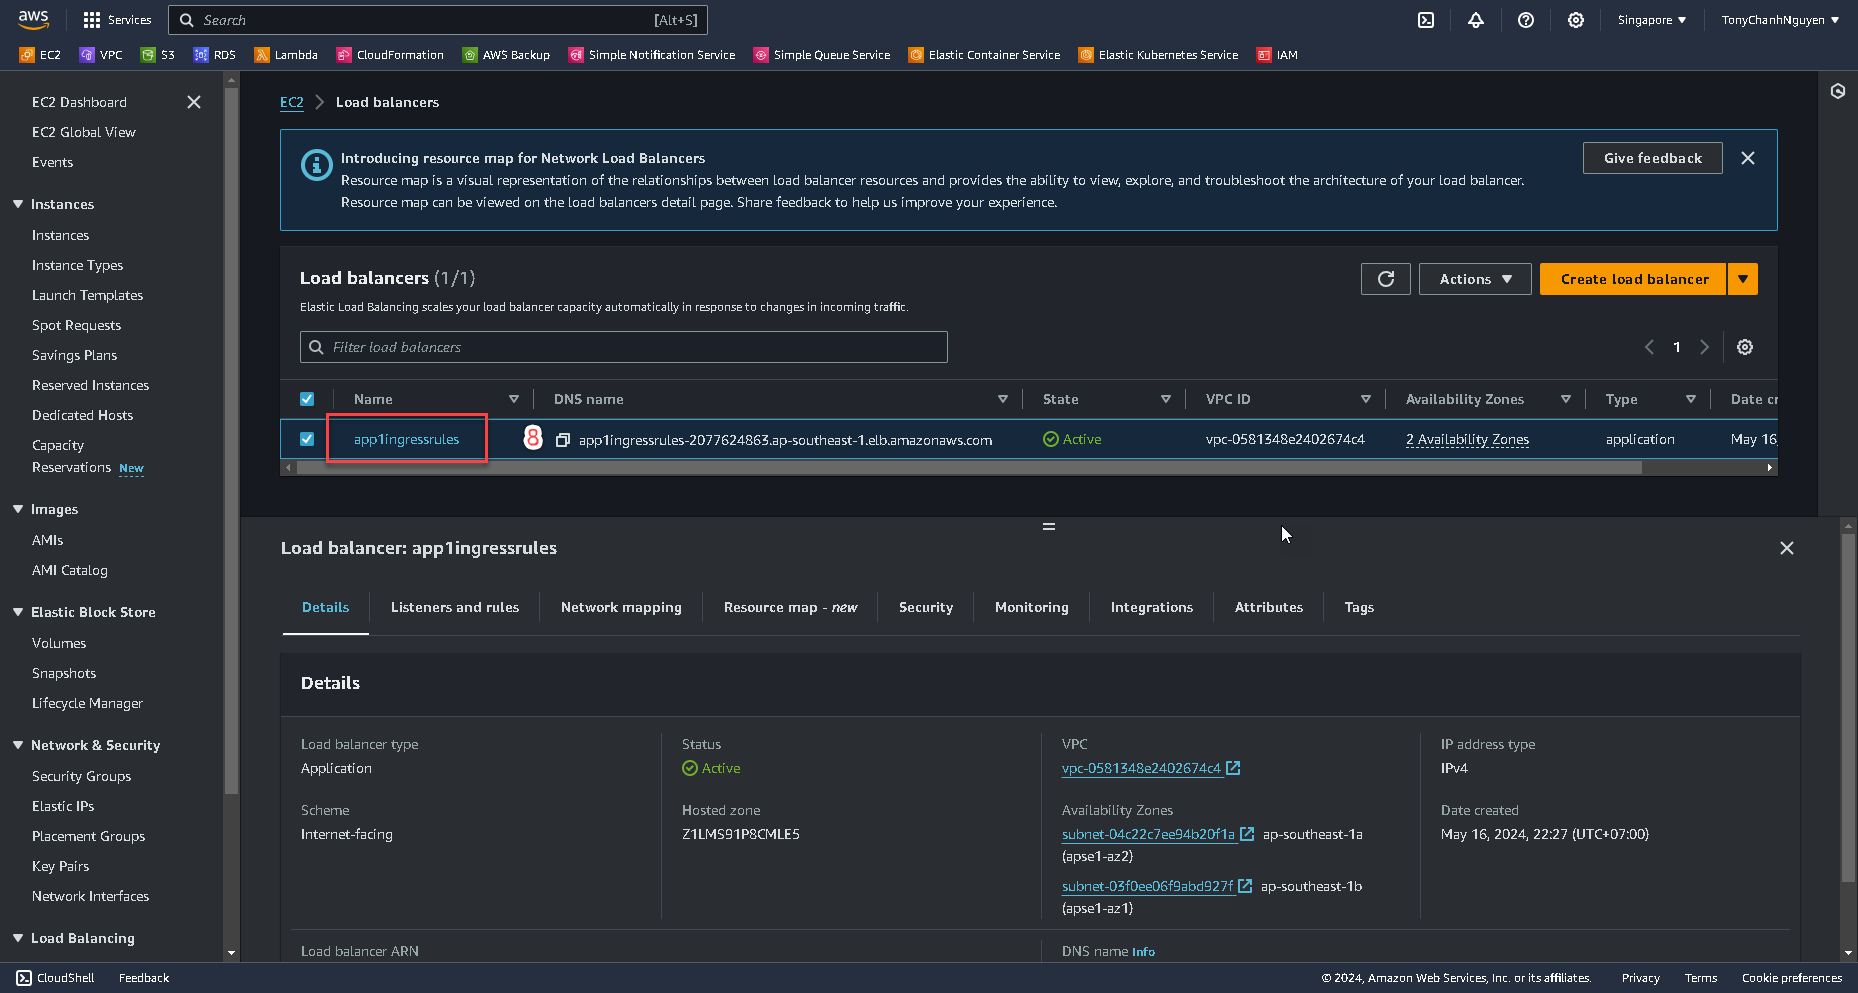 aws
Services
Search
[Alt+S]
Singapore ▼
TonyChanhNguyen ▼
EC2
VPC
S3
RDS
Lambda
CloudFormation
AWS Backup
Simple Notification Service
Simple Queue Service
Elastic Container Service
Elastic Kubernetes Service
IAM
EC2 Dashboard
EC2 Global View
Events
Instances
Instances
Instance Types
Launch Templates
Spot Requests
Savings Plans
Reserved Instances
Dedicated Hosts
Capacity
Reservations New
Images
AMIs
AMI Catalog
Elastic Block Store
Volumes
Snapshots
Lifecycle Manager
Network & Security
Security Groups
Elastic IPs
Placement Groups
Key Pairs
Network Interfaces
Load Balancing
EC2 > Load balancers
Introducing resource map for Network Load Balancers
Resource map is a visual representation of the relationships between load balancer resources and provides the ability to view, explore, and troubleshoot the architecture of your load balancer.
Resource map can be viewed on the load balancers detail page. Share feedback to help us improve your experience.
Give feedback
Load balancers (1/1)
Actions ▼
Create load balancer
Elastic Load Balancing scales your load balancer capacity automatically in response to changes in incoming traffic.
Filter load balancers
1
Name
DNS name
State
VPC ID
Availability Zones
Type
Date cr
app1ingressrules
8
app1ingressrules-2077624863.ap-southeast-1.elb.amazonaws.com
Active
vpc-0581348e2402674c4
2 Availability Zones
application
May 16,
Load balancer: app1ingressrules
Details
Listeners and rules
Network mapping
Resource map - new
Security
Monitoring
Integrations
Attributes
Tags
Details
Load balancer type
Application
Status
Active
VPC
vpc-0581348e2402674c4
IP address type
IPv4
Scheme
Internet-facing
Hosted zone
Z1LMS91P8CMLE5
Availability Zones
subnet-04c22c7ee94b20f1a ap-southeast-1a
(apse1-az2)
subnet-03f0ee06f9abd927f ap-southeast-1b
(apse1-az1)
Date created
May 16, 2024, 22:27 (UTC+07:00)
Load balancer ARN
DNS name Info
CloudShell
Feedback
© 2024, Amazon Web Services, Inc. or its affiliates.
Privacy
Terms
Cookie preferences